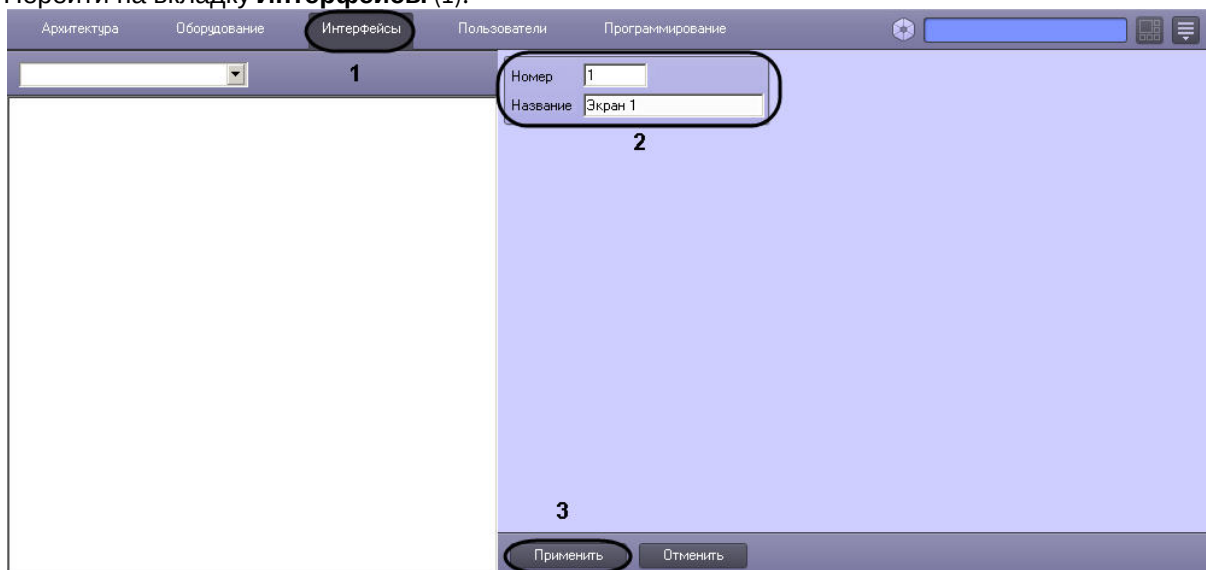 Перейти на вкладку Интерфейсы (1).
Архитектура Оборудование Интерфейсы Пользователи Программирование
1
Номер 1
Название Экран 1
2
3
Применить Отменить